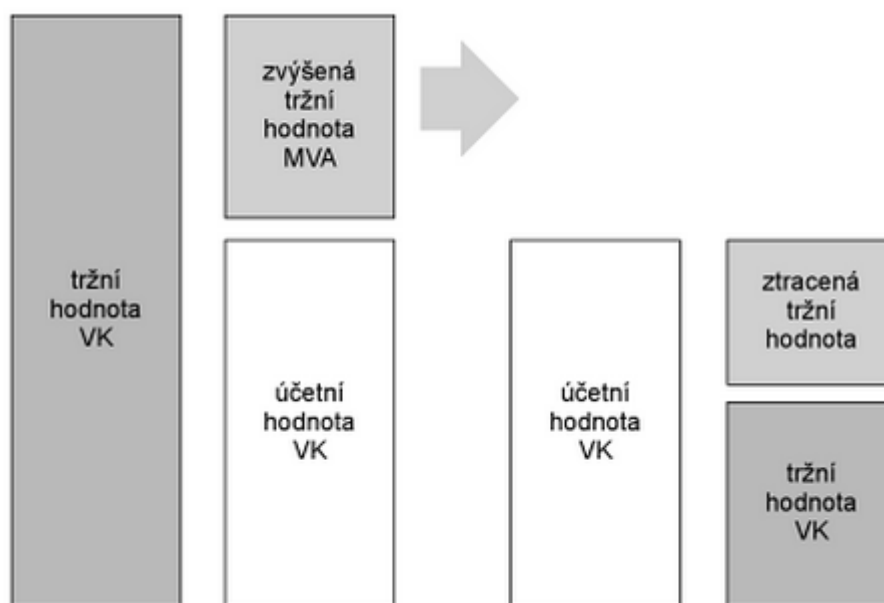 zvýšená
tržní
hodnota
MVA
tržní
hodnota
VK
účetní
hodnota
VK
účetní
hodnota
VK
ztracená
tržní
hodnota
tržní
hodnota
VK